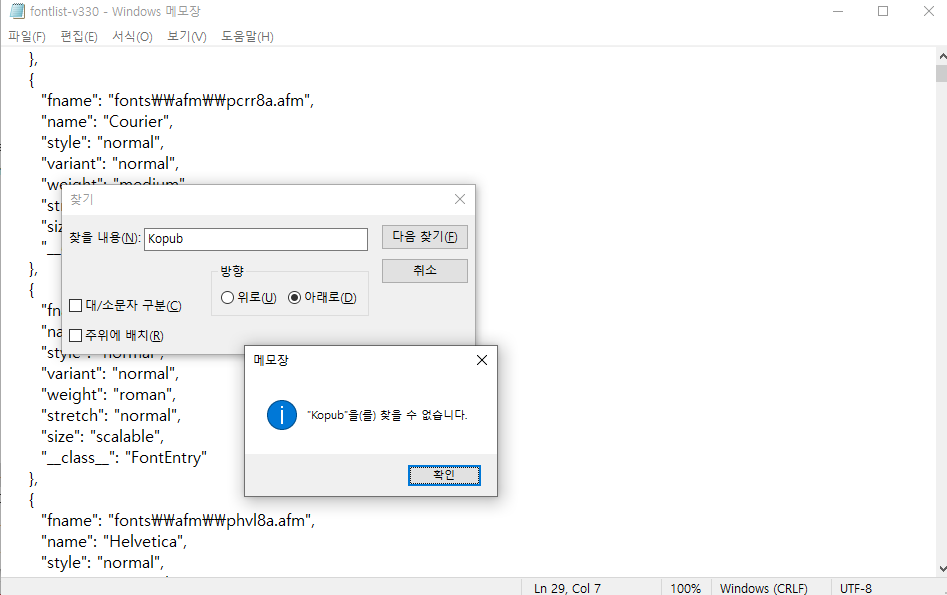 fontlist-v330 - Windows 메모장
파일(F) 편집(E) 서식(O) 보기(V) 도움말(H)
},
{
"fname": "fonts₩₩afm₩₩pcrr8a.afm",
"name": "Courier",
"style": "normal",
"variant": "normal",
"weight": "medium",
"st
"siz
"__
},
{
"fn
"na
"style": "normal",
"variant": "normal",
"weight": "roman",
"stretch": "normal",
"size": "scalable",
"__class__": "FontEntry"
},
{
"fname": "fonts₩₩afm₩₩phvl8a.afm",
"name": "Helvetica",
"style": "normal",
찾기
찾을 내용(N): Kopub 다음 찾기(F)
취소
방향
위로(U) 아래로(D)
대/소문자 구분(C)
주위에 배치(R)
메모장
"Kopub"을(를) 찾을 수 없습니다.
확인
Ln 29, Col 7 100% Windows (CRLF) UTF-8